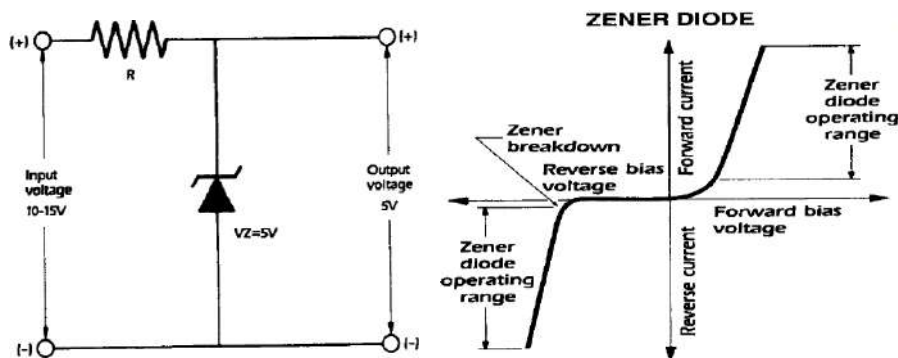 (+)
R
(+)
Input
voltage
10-15V
VZ=5V
Output
voltage
5V
(-)
(-)
ZENER DIODE
Forward current
Zener
diode
operating
range
Zener
breakdown
Reverse bias
voltage
Forward bias
voltage
Zener
diode
operating
range
Reverse current